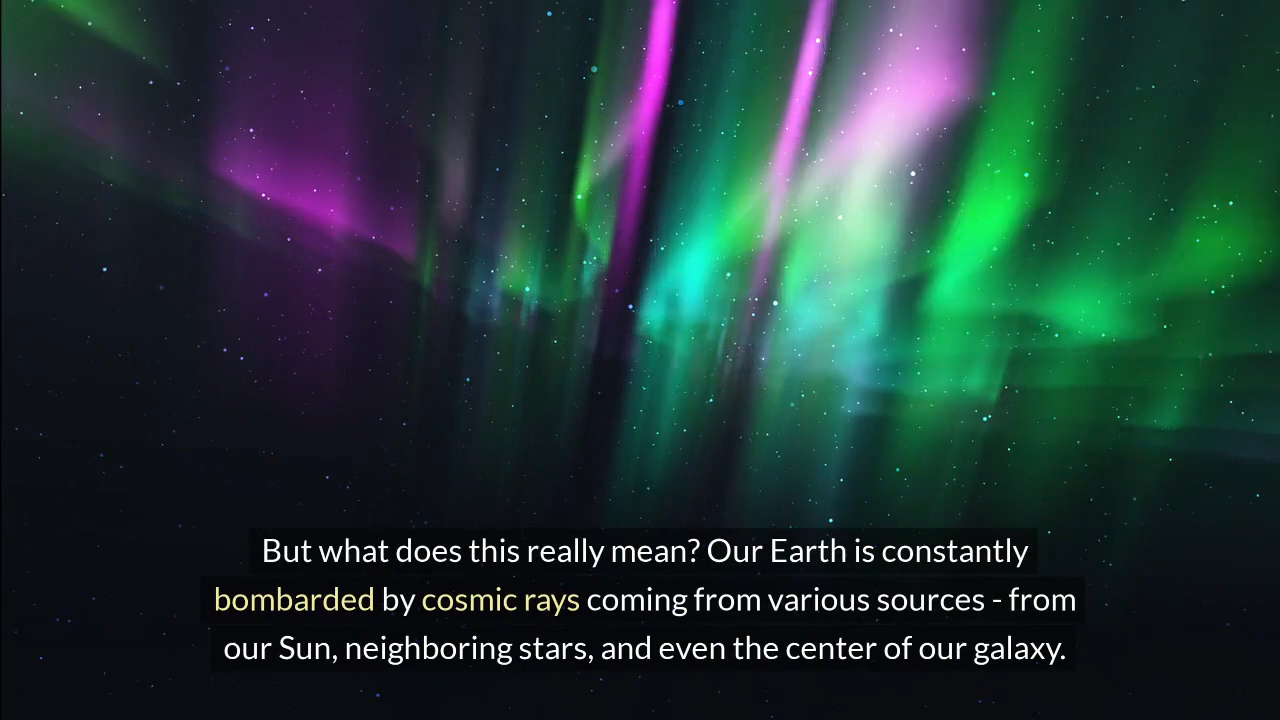 But what does this really mean? Our Earth is constantly
bombarded by cosmic rays coming from various sources - from
our Sun, neighboring stars, and even the center of our galaxy.